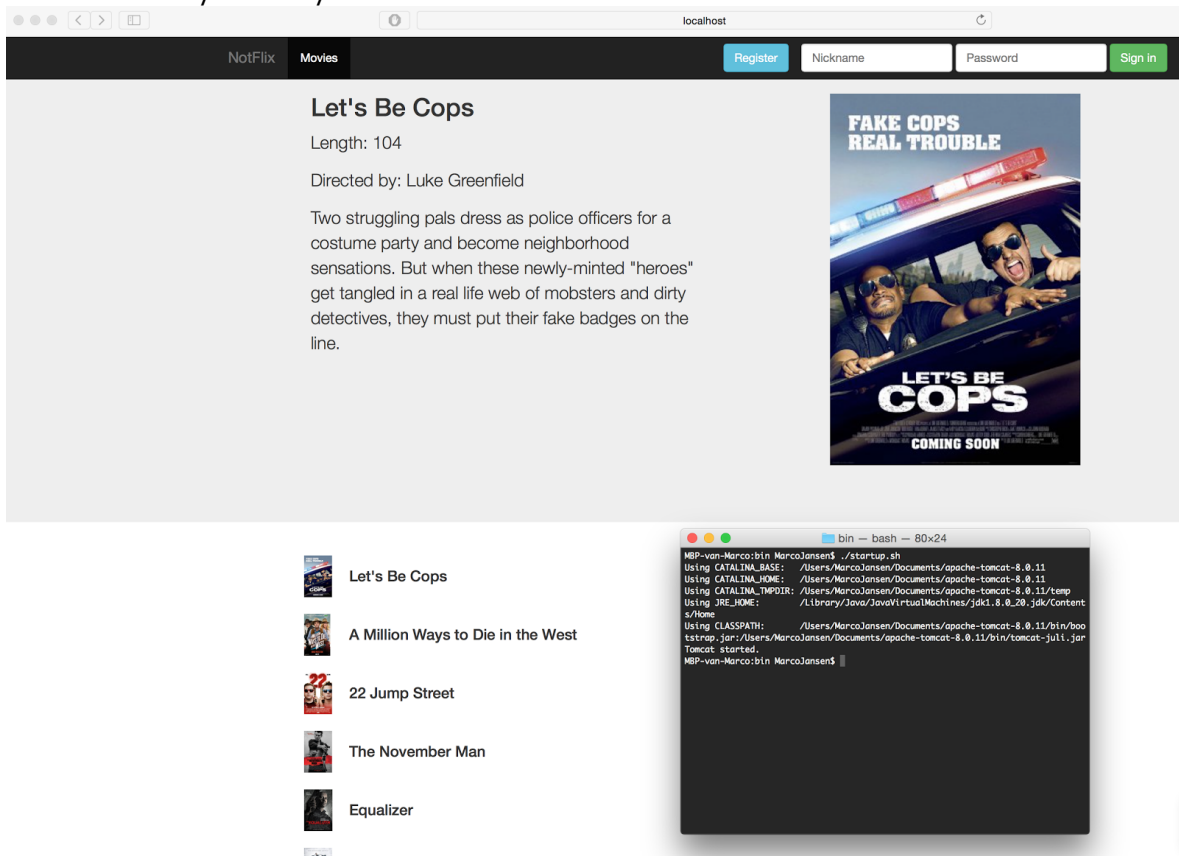 localhost
NotFlix Movies Register Nickname Password Sign in
Let's Be Cops
Length: 104
Directed by: Luke Greenfield
Two struggling pals dress as police officers for a
costume party and become neighborhood
sensations. But when these newly-minted "heroes"
get tangled in a real life web of mobsters and dirty
detectives, they must put their fake badges on the
line.
FAKE COPS
REAL TROUBLE
LET'S BE
COPS
COMING SOON
Let's Be Cops
A Million Ways to Die in the West
22 Jump Street
The November Man
Equalizer
bin — bash — 80×24
MBP-van-Marco:bin MarcoJansen$ ./startup.sh
Using CATALINA_BASE:   /Users/MarcoJansen/Documents/apache-tomcat-8.0.11
Using CATALINA_HOME:   /Users/MarcoJansen/Documents/apache-tomcat-8.0.11
Using CATALINA_TMPDIR: /Users/MarcoJansen/Documents/apache-tomcat-8.0.11/temp
Using JRE_HOME:        /Library/Java/JavaVirtualMachines/jdk1.8.0_20.jdk/Content
s/Home
Using CLASSPATH:       /Users/MarcoJansen/Documents/apache-tomcat-8.0.11/bin/boo
tstrap.jar:/Users/MarcoJansen/Documents/apache-tomcat-8.0.11/bin/tomcat-juli.jar
Tomcat started.
MBP-van-Marco:bin MarcoJansen$